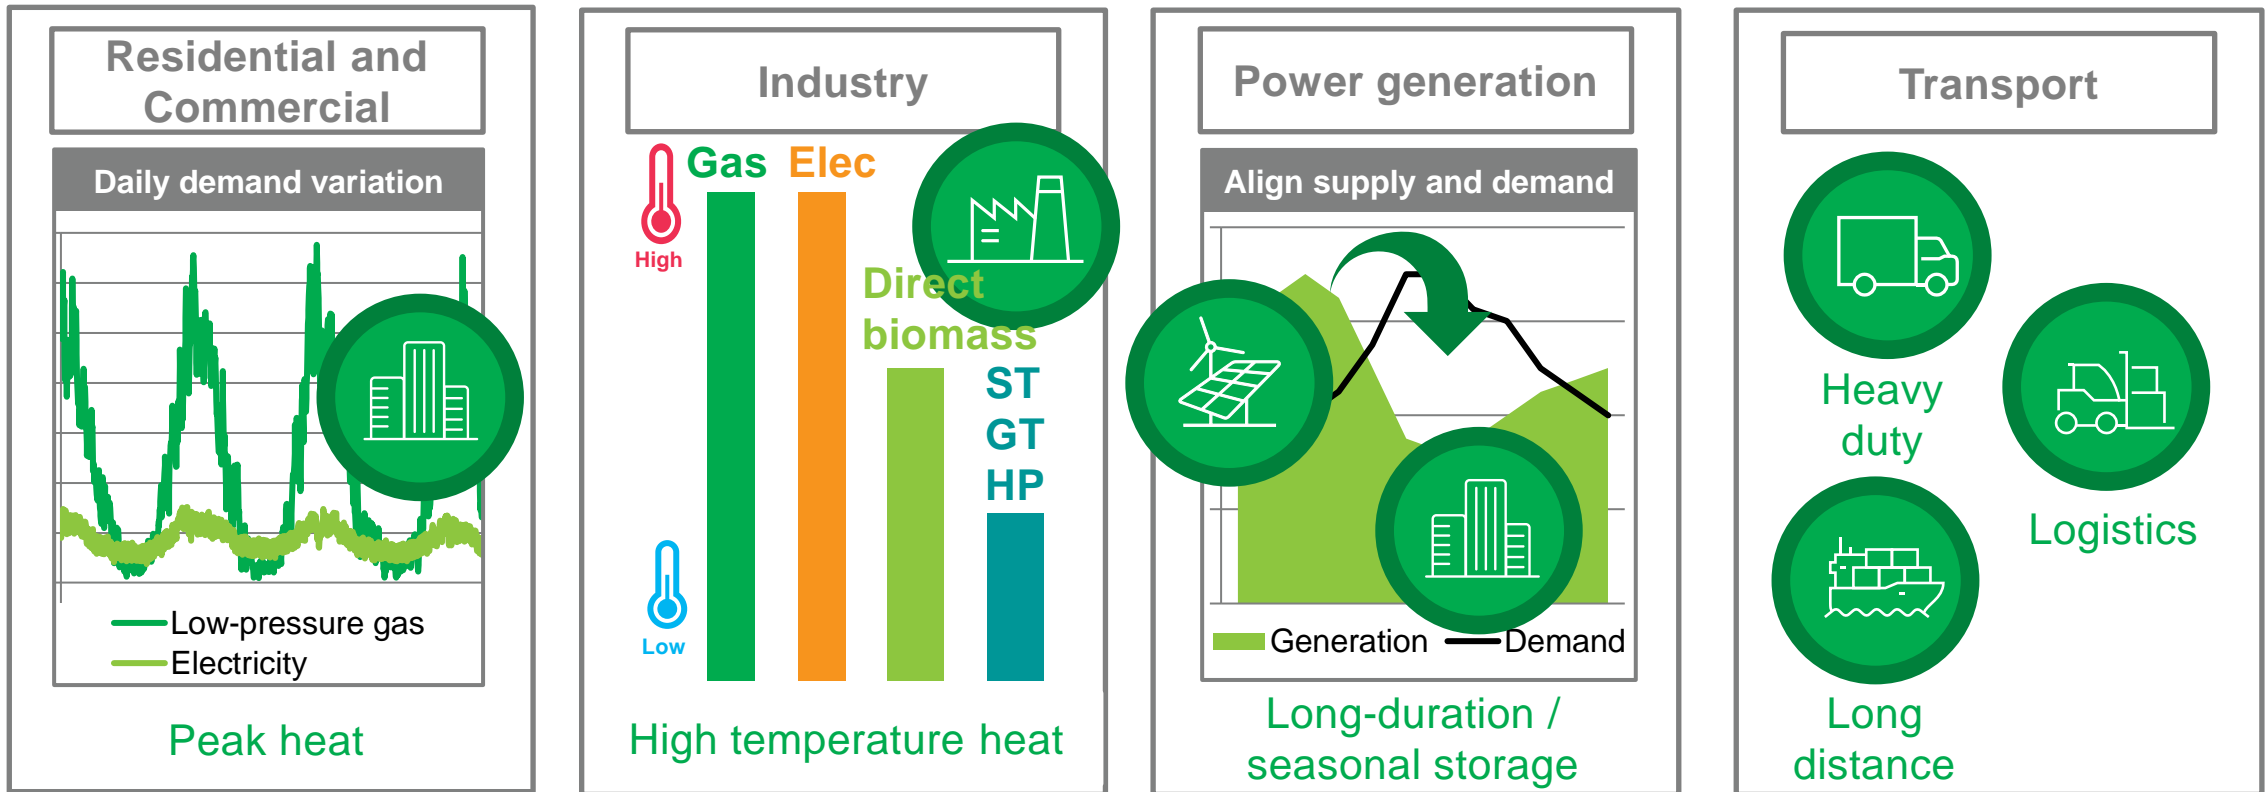 Residential and
Commercial
Daily demand variation
Low-pressure gas
Electricity
Peak heat
Industry
Gas
Elec
High
Direct
biomass
ST
GT
HP
Low
High temperature heat
Power generation
Align supply and demand
Generation
Demand
Long-duration /
seasonal storage
Transport
Heavy
duty
Logistics
Long
distance